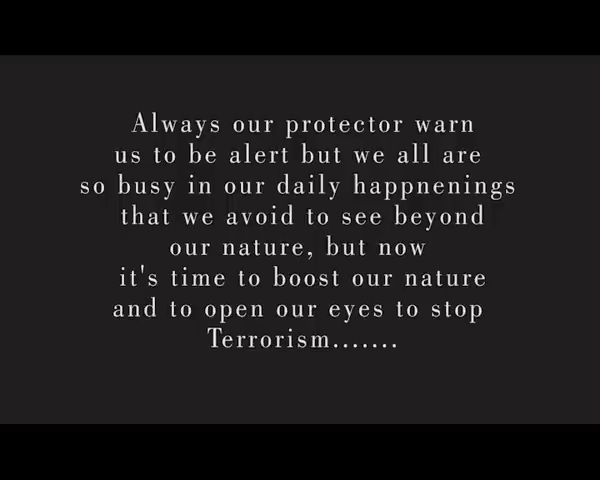 Always our protector warn
us to be alert but we all are
so busy in our daily happnenings
that we avoid to see beyond
our nature, but now
it's time to boost our nature
and to open our eyes to stop
Terrorism.......